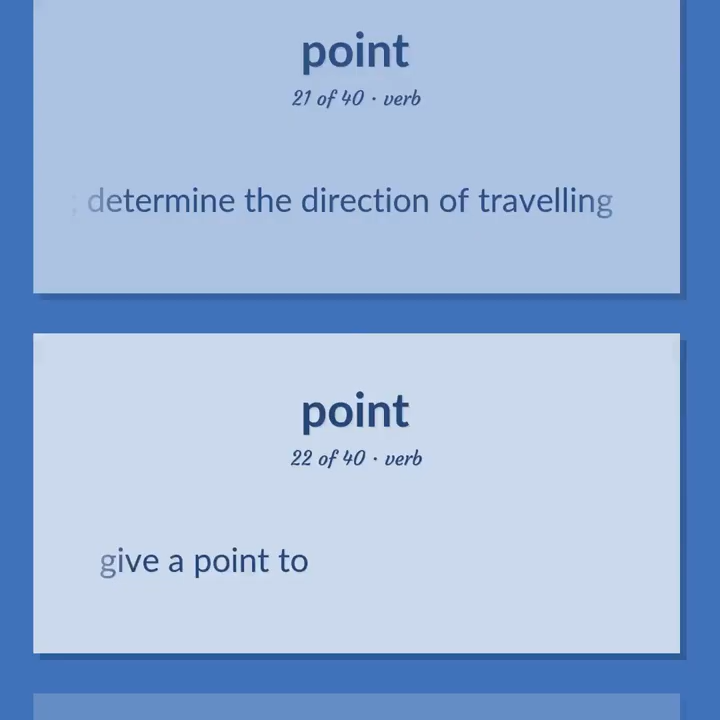 point
21 of 40 · verb
; determine the direction of travelling
point
22 of 40 · verb
give a point to